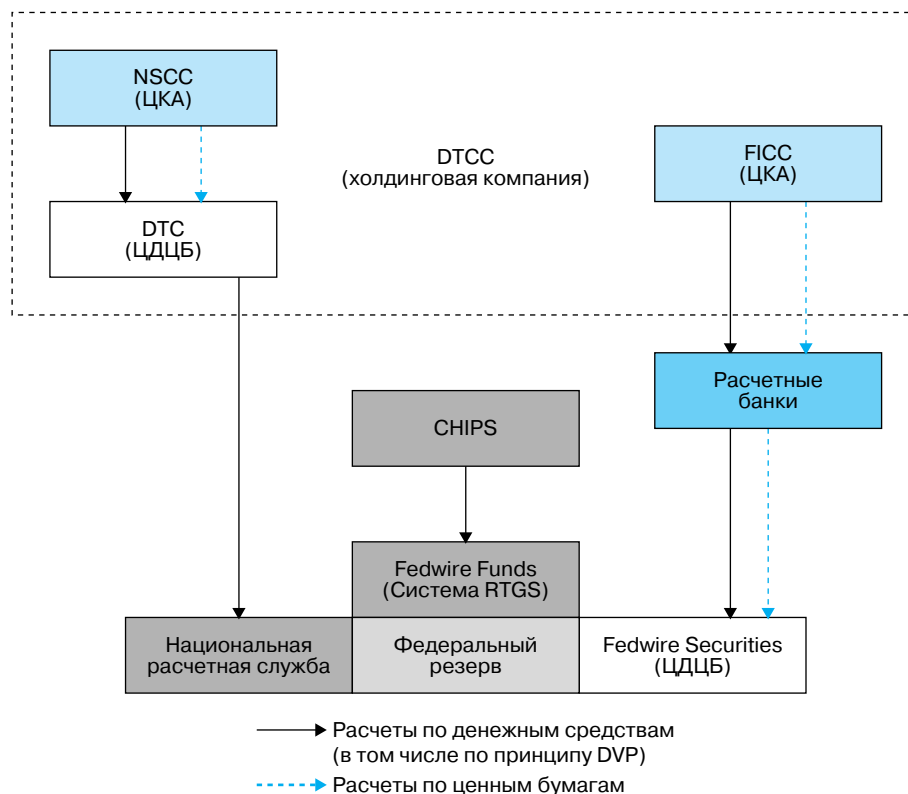 NSCC
(ЦКА)
DTCC
(холдинговая компания)
FICC
(ЦКА)
DTC
(ЦДЦБ)
Расчетные
банки
CHIPS
Fedwire Funds
(Система RTGS)
Национальная
расчетная служба
Федеральный
резерв
Fedwire Securities
(ЦДЦБ)
Расчеты по денежным средствам
(в том числе по принципу DVP)
Расчеты по ценным бумагам